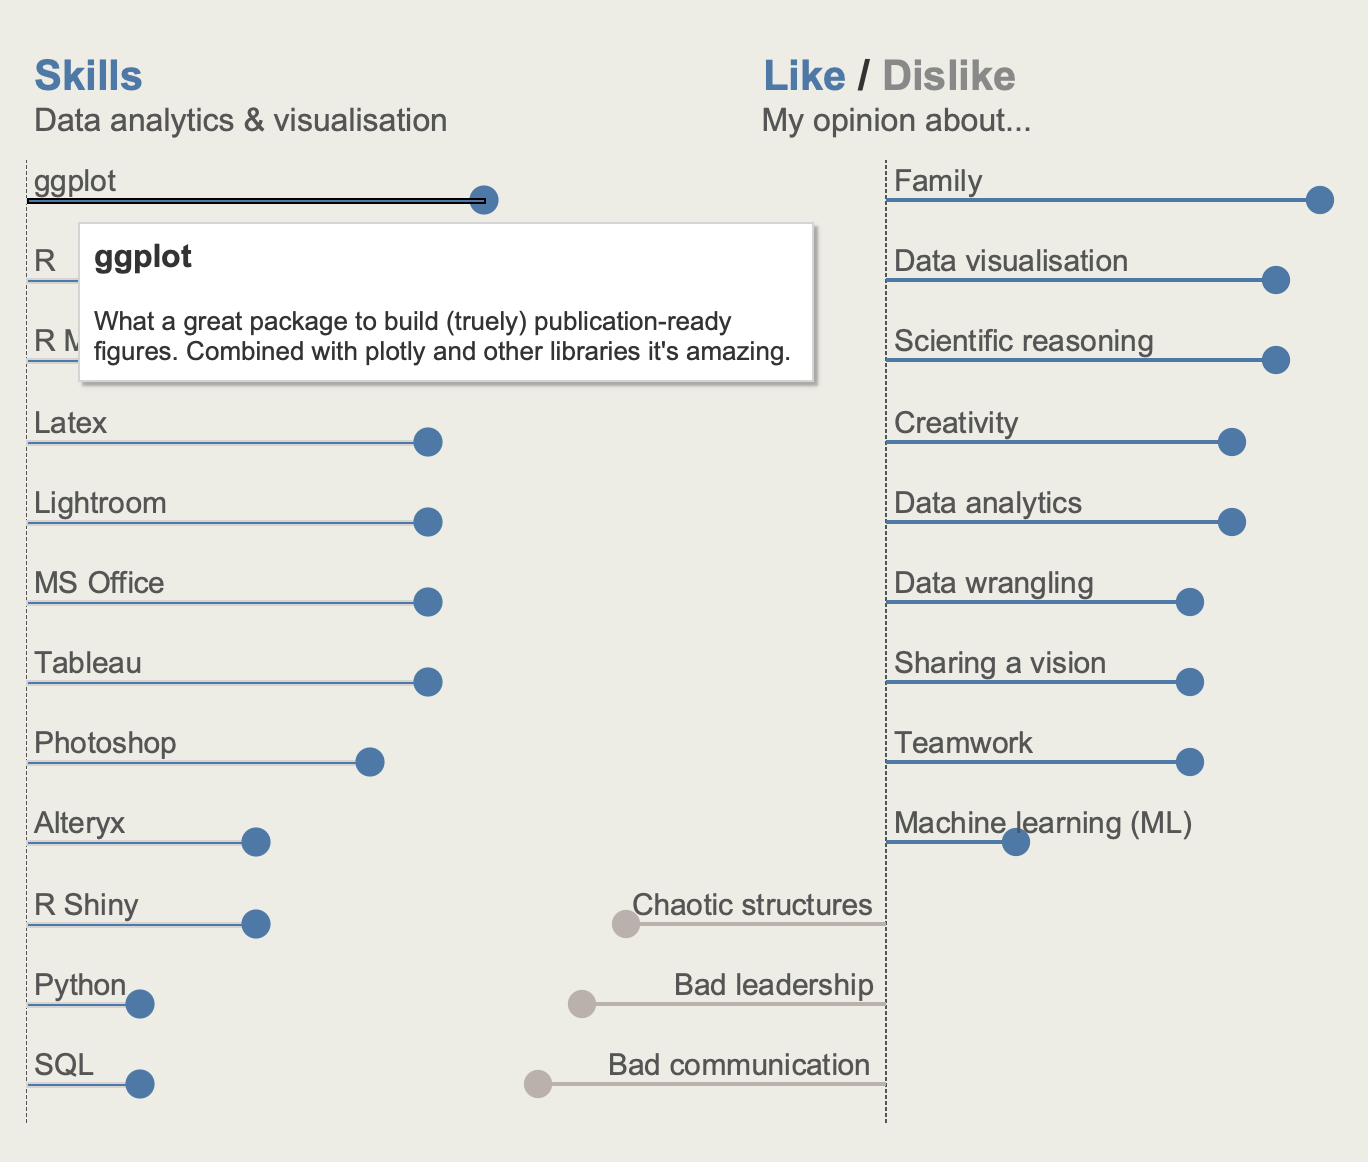 Skills
Data analytics & visualisation
ggplot
R
R M
ggplot
What a great package to build (truely) publication-ready
figures. Combined with plotly and other libraries it's amazing.
Latex
Lightroom
MS Office
Tableau
Photoshop
Alteryx
R Shiny
Python
SQL
Like / Dislike
My opinion about...
Family
Data visualisation
Scientific reasoning
Creativity
Data analytics
Data wrangling
Sharing a vision
Teamwork
Machine learning (ML)
Chaotic structures
Bad leadership
Bad communication